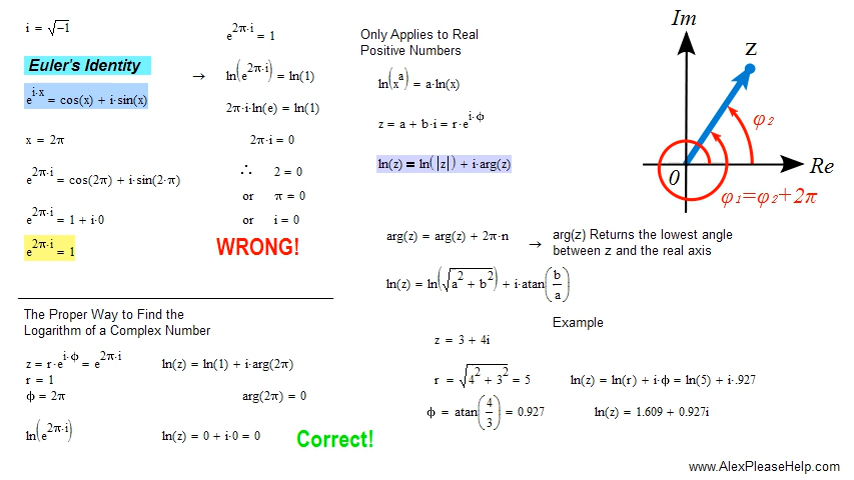 i = √-1
Euler's Identity
e^(i·x) = cos(x) + i·sin(x)
x = 2π
e^(2π·i) = cos(2π) + i·sin(2·π)
e^(2π·i) = 1 + i·0
e^(2π·i) = 1
e^(2π·i) = 1
→ ln(e^(2π·i)) = ln(1)
2π·i·ln(e) = ln(1)
2π·i = 0
∴ 2 = 0
or π = 0
or i = 0
WRONG!
The Proper Way to Find the
Logarithm of a Complex Number
z = r·e^(i·ϕ) = e^(2π·i)
r = 1
ϕ = 2π
ln(e^(2π·i))
ln(z) = ln(1) + i·arg(2π)
arg(2π) = 0
ln(z) = 0 + i·0 = 0
Correct!
Only Applies to Real
Positive Numbers
ln(x^a) = a·ln(x)
z = a + b·i = r·e^(i·ϕ)
ln(z) = ln(|z|) + i·arg(z)
Im
z
φ2
0
Re
φ1=φ2+2π
arg(z) = arg(z) + 2π·n → arg(z) Returns the lowest angle
between z and the real axis
ln(z) = ln(√(a^2 + b^2)) + i·atan(b/a)
Example
z = 3 + 4i
r = √(4^2 + 3^2) = 5 ln(z) = ln(r) + i·ϕ = ln(5) + i·.927
ϕ = atan(4/3) = 0.927 ln(z) = 1.609 + 0.927i
www.AlexPleaseHelp.com